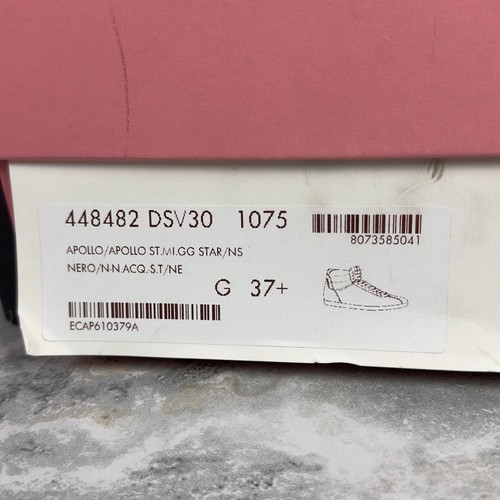 448482 DSV30 1075
8073585041
APOLLO/APOLLO ST.MI.GG STAR/NS
NERO/N-N.ACQ.S.T/NE
G 37+
ECAP610379A